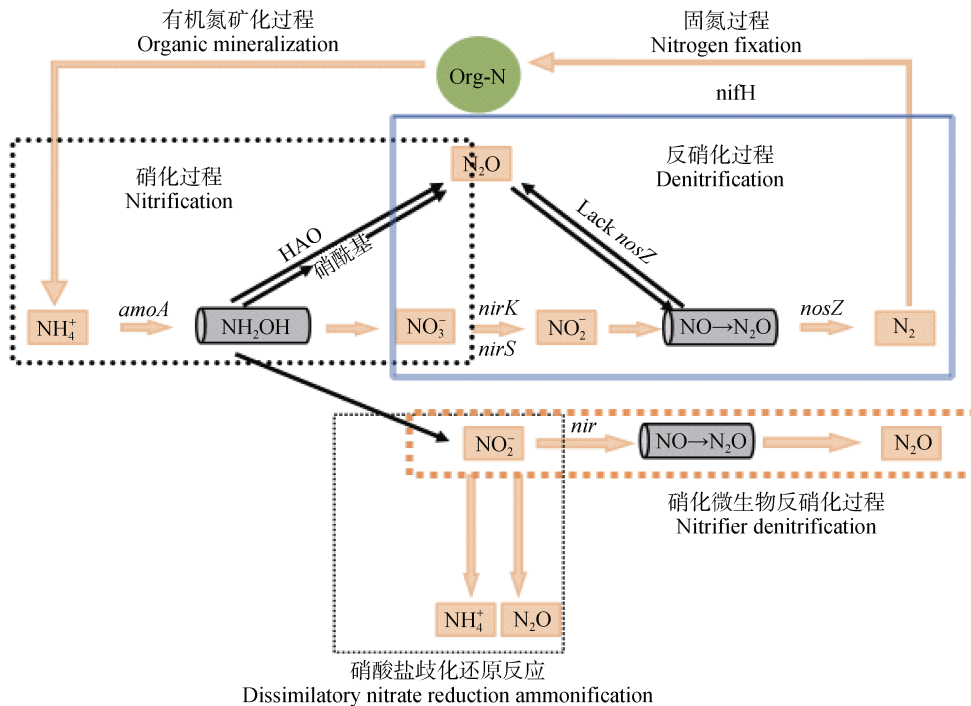 有机氮矿化过程
Organic mineralization
固氮过程
Nitrogen fixation
Org-N
nifH
硝化过程
Nitrification
N₂O
反硝化过程
Denitrification
HAO
硝酰基
Lack nosZ
NH₄⁺
amoA
NH₂OH
NO₃⁻
nirK
nirS
NO₂⁻
NO→N₂O
nosZ
N₂
NO₂⁻
nir
NO→N₂O
N₂O
硝化微生物反硝化过程
Nitrifier denitrification
NH₄⁺
N₂O
硝酸盐歧化还原反应
Dissimilatory nitrate reduction ammonification